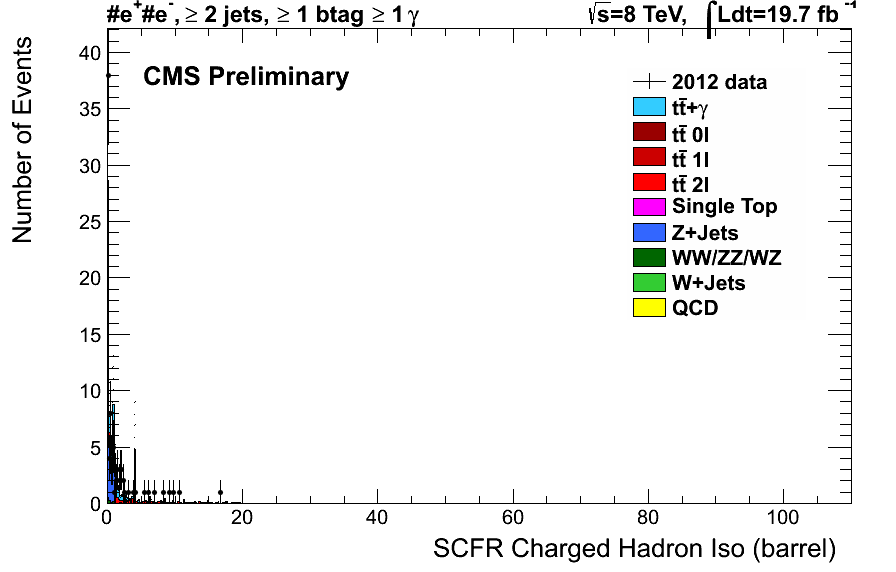 #e⁺#e⁻, ≥ 2 jets, ≥ 1 btag ≥ 1 γ
√s=8 TeV, ∫Ldt=19.7 fb⁻¹
CMS Preliminary
2012 data
tt̄+γ
tt̄ 0l
tt̄ 1l
tt̄ 2l
Single Top
Z+Jets
WW/ZZ/WZ
W+Jets
QCD
Number of Events
40
35
30
25
20
15
10
5
0
0 20 40 60 80 100
SCFR Charged Hadron Iso (barrel)